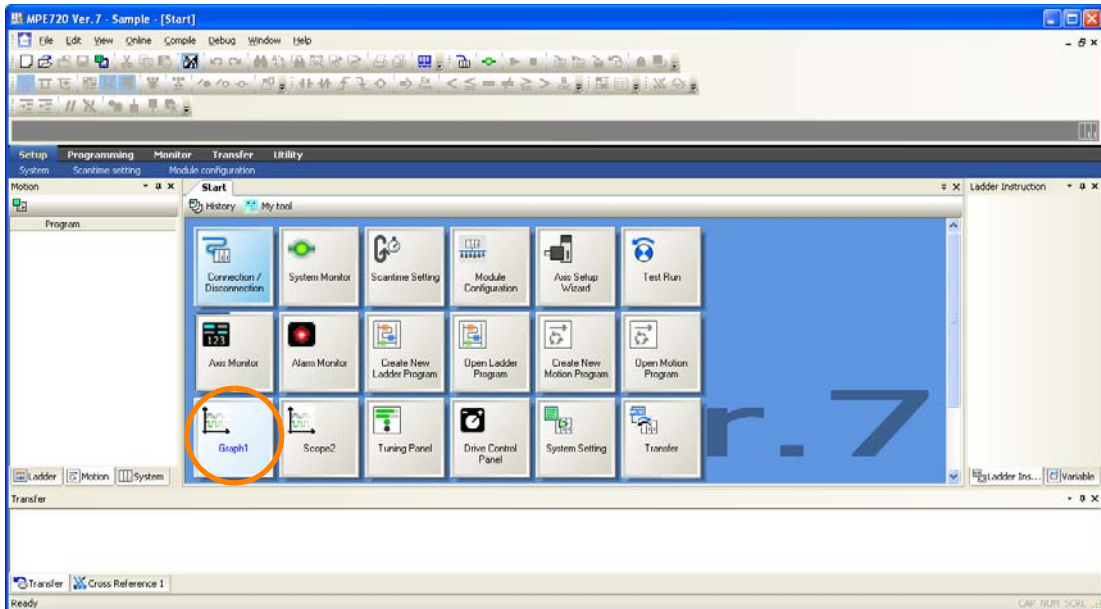 MPE720 Ver. 7 - Sample - [Start]
File Edit View Online Compile Debug Window Help
Setup Programming Monitor Transfer Utility
System Scantime setting Module configuration
Motion
Start
Ladder Instruction
History My tool
Program
Connection / Disconnection
System Monitor
Scantime Setting
Module Configuration
Axis Setup Wizard
Test Run
123
Axis Monitor
Alarm Monitor
Create New Ladder Program
Open Ladder Program
Create New Motion Program
Open Motion Program
Graph1
Scope2
Tuning Panel
Drive Control Panel
System Setting
Transfer
r.7
Ladder Motion System
Ladder Ins... Variable
Transfer
Transfer Cross Reference 1
Ready
CAP NUM SCRL